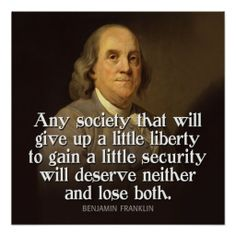 Any society that will
give up a little liberty
to gain a little security
will deserve neither
and lose both.
BENJAMIN FRANKLIN